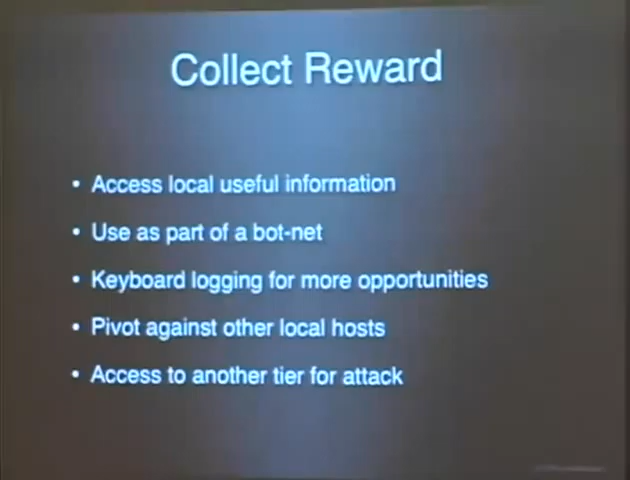 Collect Reward
• Access local useful information
• Use as part of a bot-net
• Keyboard logging for more opportunities
• Pivot against other local hosts
• Access to another tier for attack